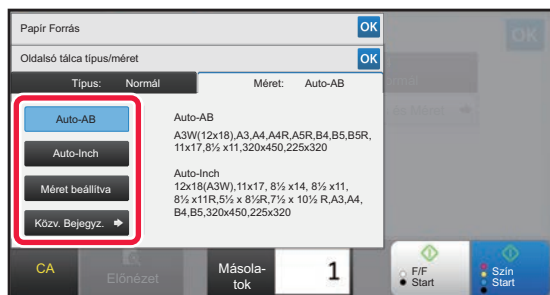 Papír Forrás
OK
OK
Oldalsó tálca típus/méret
OK
Típus: Normál
Méret: Auto-AB
Auto-AB
Auto-Inch
Méret beállítva
Közv. Bejegyz.
Auto-AB
A3W(12x18),A3,A4,A4R,A5R,B4,B5,B5R,
11x17,8½ x11,320x450,225x320
Auto-Inch
12x18(A3W),11x17, 8½ x14, 8½ x11,
8½ x11R,5½ x 8½R,7½ x 10½ R,A3,A4,
B4,B5,320x450,225x320
CA
Előnézet
Másola-
tok
1
F/F
Start
Szín
Start